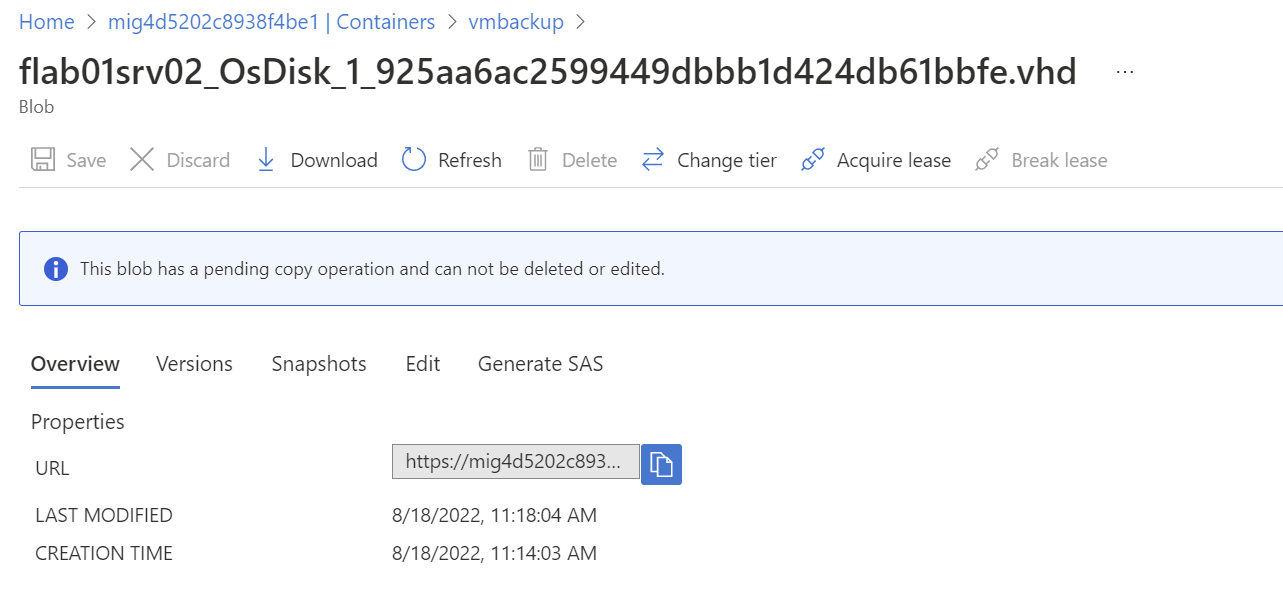 Home > mig4d5202c8938f4be1 | Containers > vmbackup >
flab01srv02_OsDisk_1_925aa6ac2599449dbbb1d424db61bbfe.vhd ...
Blob
Save Discard Download Refresh Delete Change tier Acquire lease Break lease
This blob has a pending copy operation and can not be deleted or edited.
Overview Versions Snapshots Edit Generate SAS
Properties
URL https://mig4d5202c893...
LAST MODIFIED 8/18/2022, 11:18:04 AM
CREATION TIME 8/18/2022, 11:14:03 AM